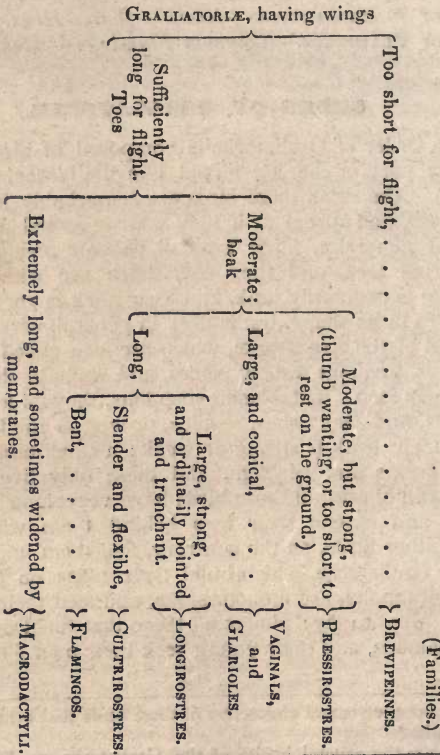 GRALLATORIÆ, having wings
(Families.)
Too short for flight, . . . . . . . . . . . . . . . . BREVIPENNES.
Sufficiently
long for flight.
Toes
Moderate;
beak
Moderate, but strong,
(thumb wanting, or too short to
rest on the ground.)
PRESSIROSTRES.
Large, and conical, . . .
VAGINALS,
and
GLARIOLES.
Long,
Large, strong,
and ordinarily pointed
and trenchant.
LONGIROSTRES.
Slender and flexible,
CULTRIROSTRES.
Bent, . . . . .
FLAMINGOS.
Extremely long, and sometimes widened by
membranes.
MACRODACTYLI.